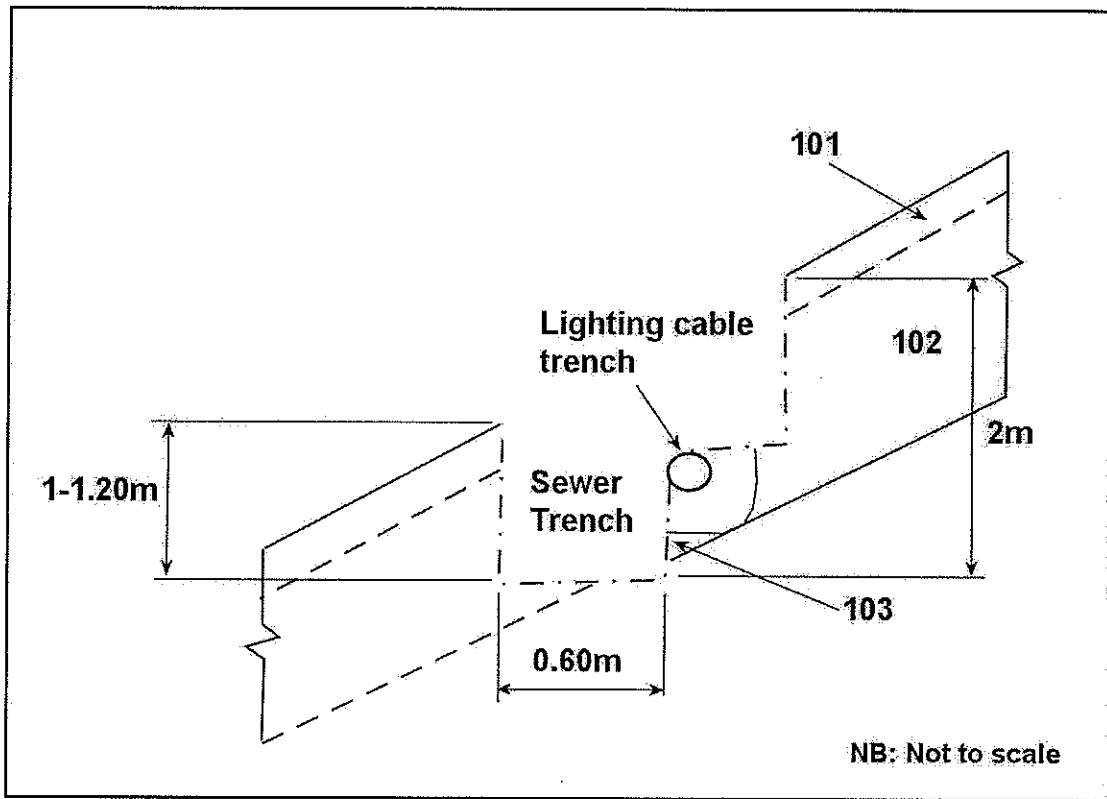 101
Lighting cable
trench
102
2m
1-1.20m
Sewer
Trench
103
0.60m
NB: Not to scale